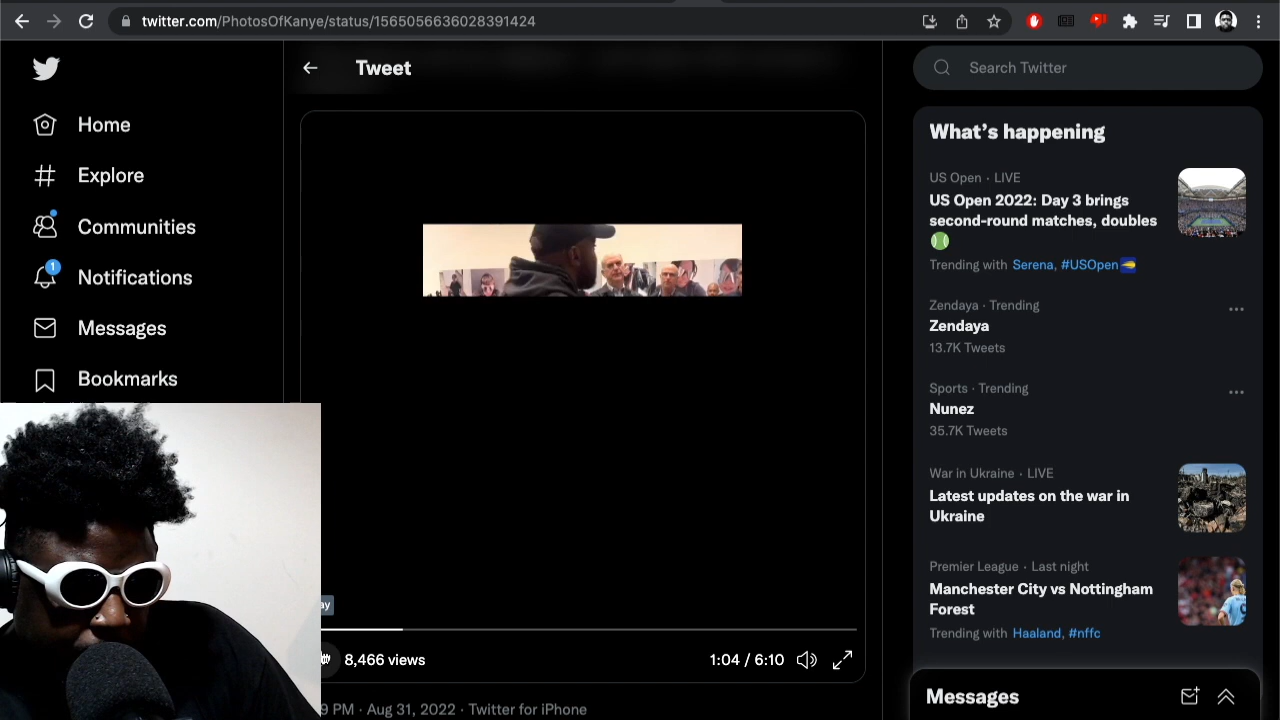 twitter.com/PhotosOfKanye/status/1565056636028391424
Home
Explore
Communities
1
Notifications
Messages
Bookmarks
Tweet
ay
8,466 views
1:04 / 6:10
9 PM · Aug 31, 2022 · Twitter for iPhone
Search Twitter
What's happening
US Open · LIVE
US Open 2022: Day 3 brings
second-round matches, doubles
Trending with Serena, #USOpen
Zendaya · Trending
Zendaya
13.7K Tweets
Sports · Trending
Nunez
35.7K Tweets
War in Ukraine · LIVE
Latest updates on the war in
Ukraine
Premier League · Last night
Manchester City vs Nottingham
Forest
Trending with Haaland, #nffc
Messages